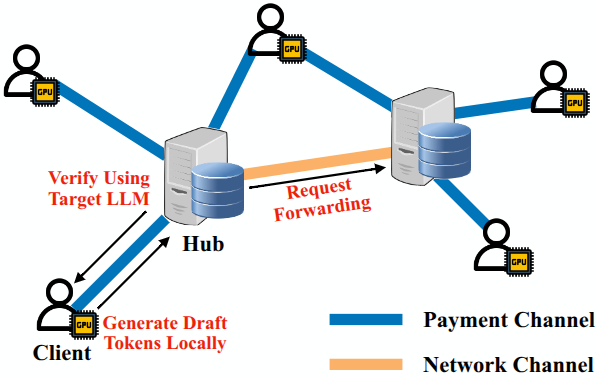 GPU
GPU
GPU
Verify Using
Target LLM
Request
Forwarding
Hub
GPU
GPU
Generate Draft
Tokens Locally
Client
Payment Channel
Network Channel